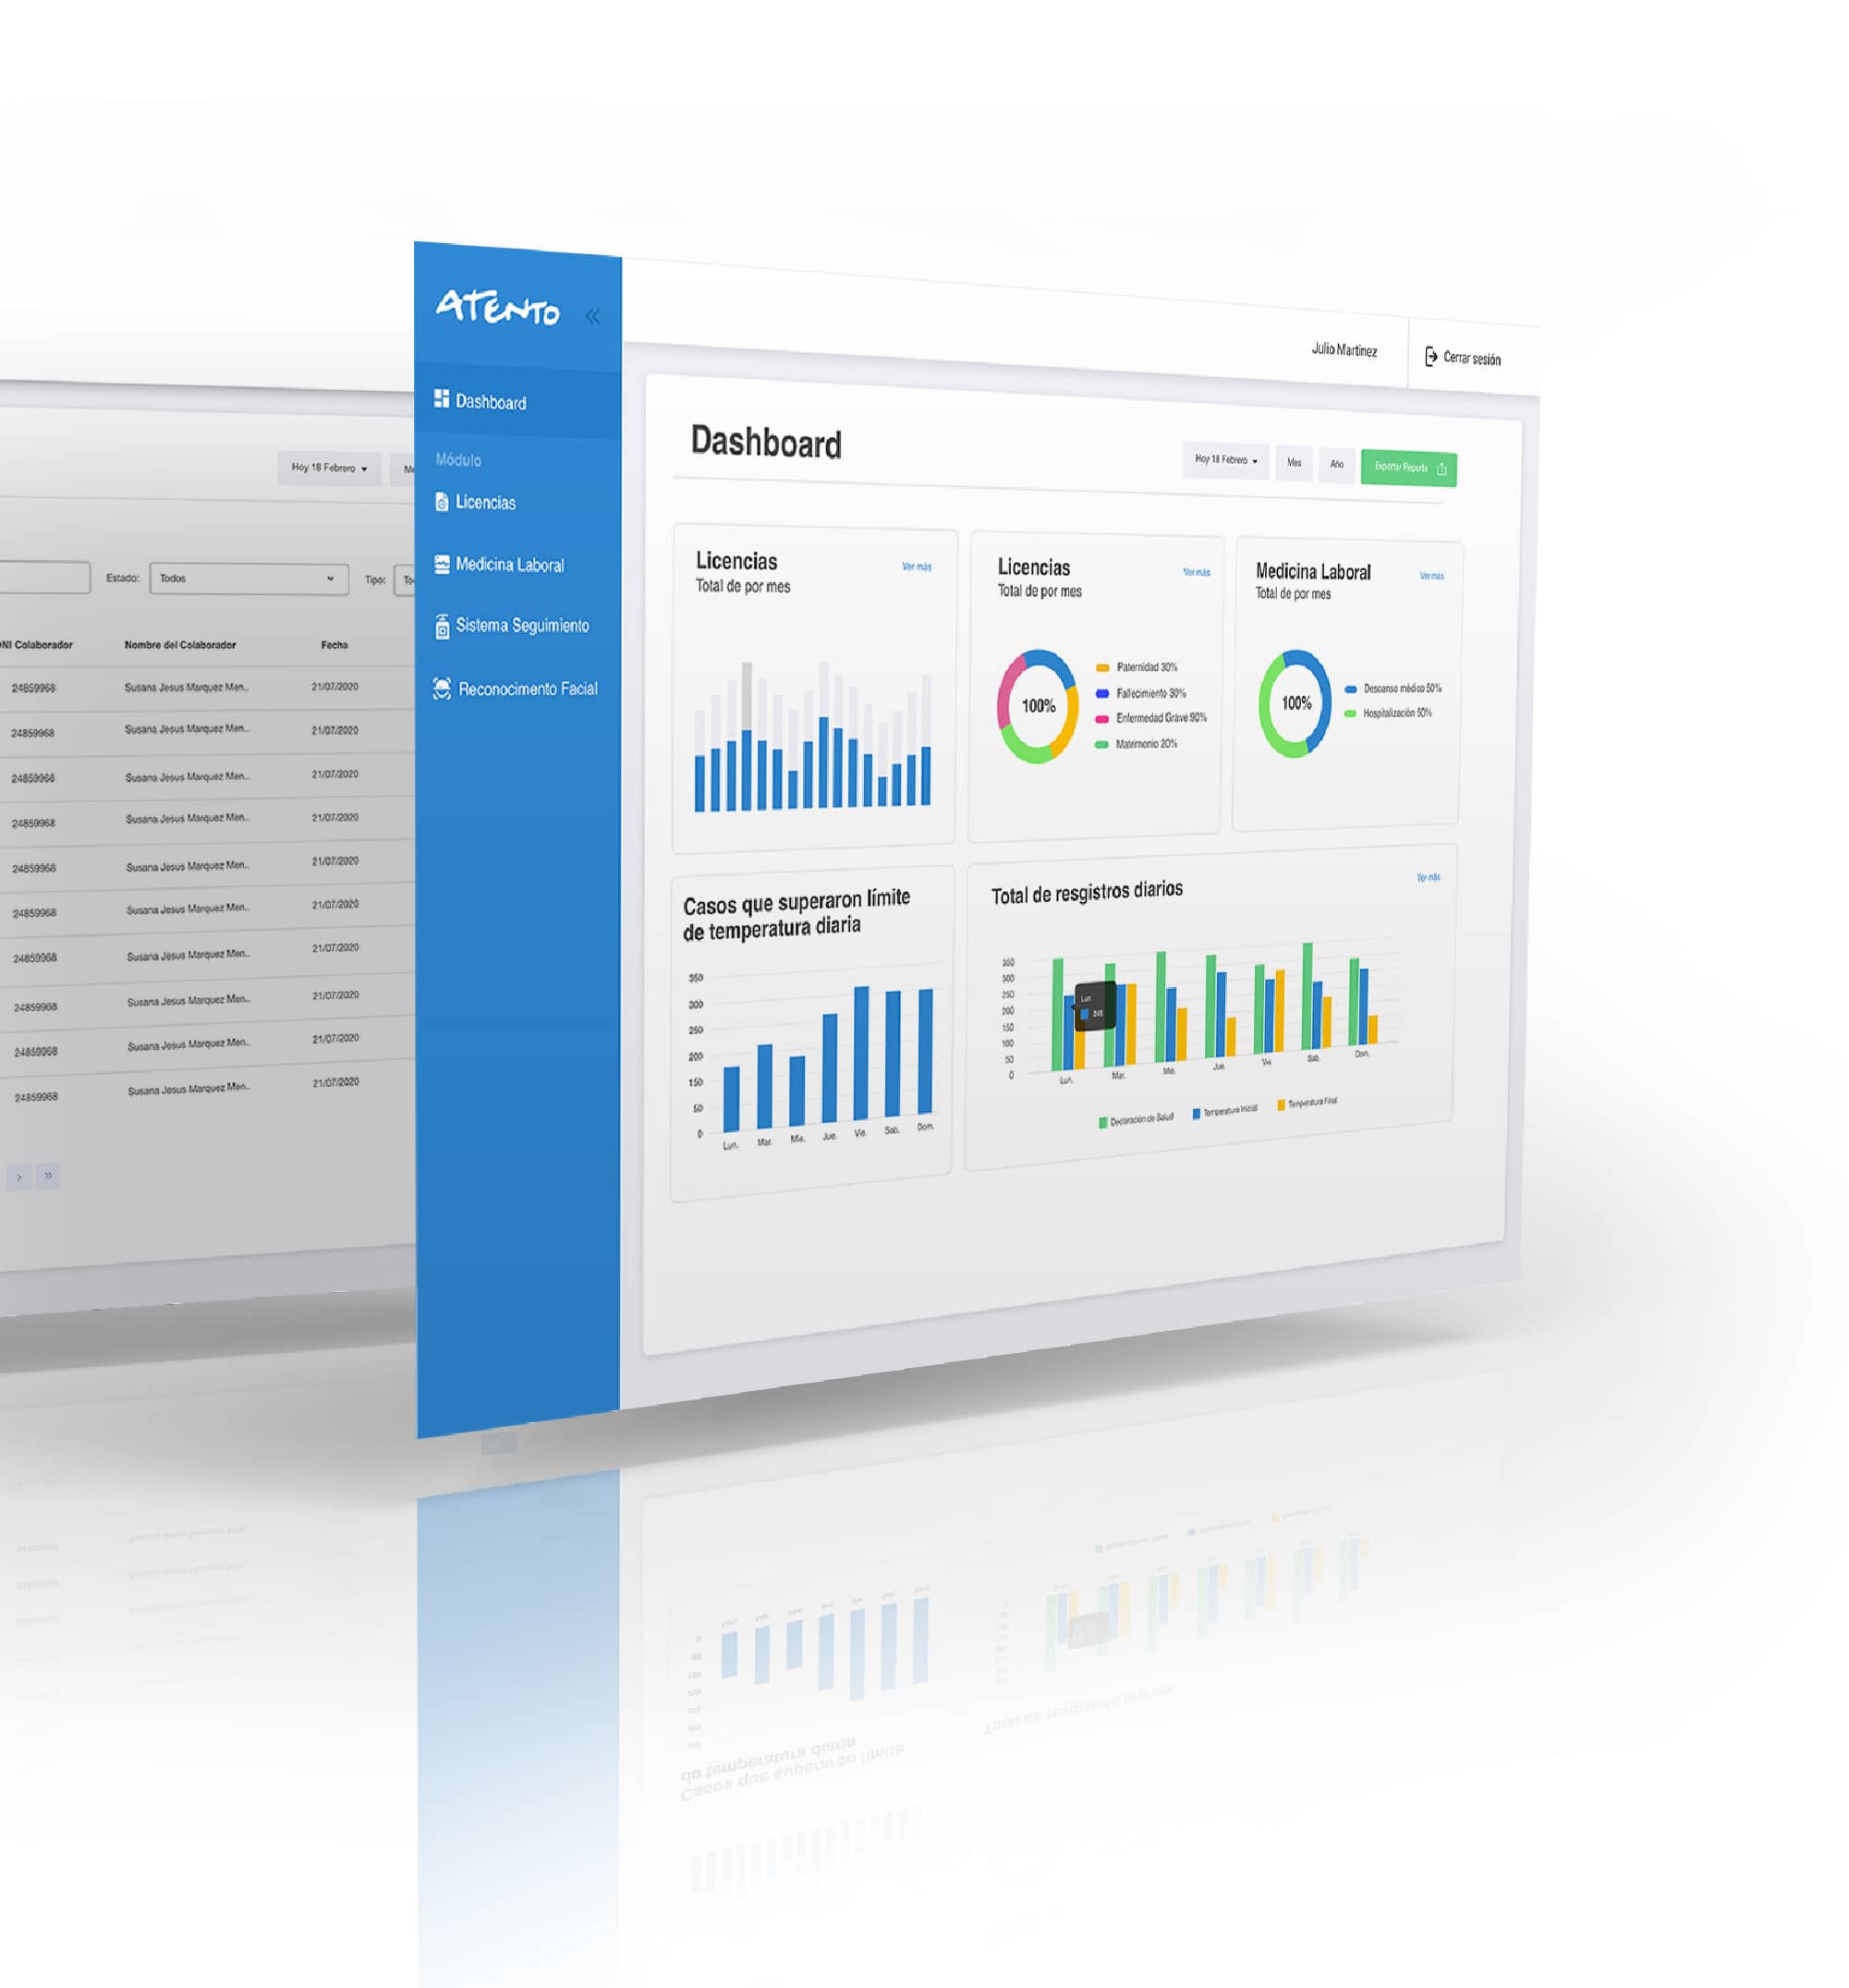 Hoy 18 Febrero
Estado:
Todos
Tipo:
NI Colaborador
Nombre del Colaborador
Fecha
24859968
Susana Jesus Marquez Men..
21/07/2020
24859968
Susana Jesus Marquez Men..
21/07/2020
24859968
Susana Jesus Marquez Men..
21/07/2020
24859968
Susana Jesus Marquez Men..
21/07/2020
24859968
Susana Jesus Marquez Men..
21/07/2020
24859968
Susana Jesus Marquez Men..
21/07/2020
24859968
Susana Jesus Marquez Men..
21/07/2020
24859968
Susana Jesus Marquez Men..
21/07/2020
24859968
Susana Jesus Marquez Men..
21/07/2020
24859968
Susana Jesus Marquez Men..
21/07/2020
> »
ATENTO «
Dashboard
Módulo
Licencias
Medicina Laboral
Sistema Seguimiento
Reconocimento Facial
Julio Martinez
Cerrar sesión
Dashboard
Hoy 18 Febrero
Mes
Año
Exportar Reporte
Licencias
Ver más
Total de por mes
Licencias
Ver más
Total de por mes
100%
Paternidad 30%
Fallecimiento 30%
Enfermedad Grave 90%
Matrimonio 20%
Medicina Laboral
Ver más
Total de por mes
100%
Descanso médico 50%
Hospitalización 50%
Casos que superaron límite
de temperatura diaria
350
300
250
200
150
50
0
Lun. Mar. Mie. Jue. Vie. Sab. Dom.
Total de resgistros diarios
Ver más
350
300
250
200
150
100
50
0
Lun
245
Lun. Mar. Mie. Jue. Vie. Sab. Dom.
Declaración de Salud
Temperatura Inicial
Temperatura Final